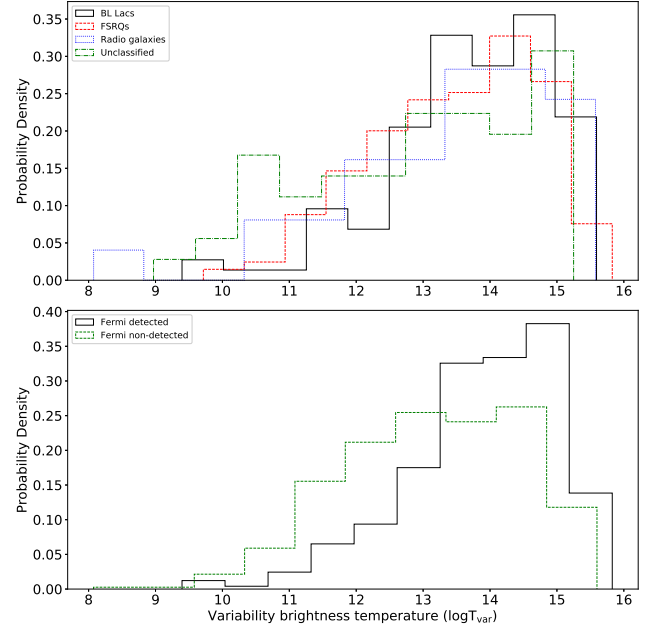 BL Lacs
FSRQs
Radio galaxies
Unclassified
Probability Density
0.35
0.30
0.25
0.20
0.15
0.10
0.05
0.00
8 9 10 11 12 13 14 15 16
Fermi detected
Fermi non-detected
Probability Density
0.40
0.35
0.30
0.25
0.20
0.15
0.10
0.05
0.00
8 9 10 11 12 13 14 15 16
Variability brightness temperature (logTvar)